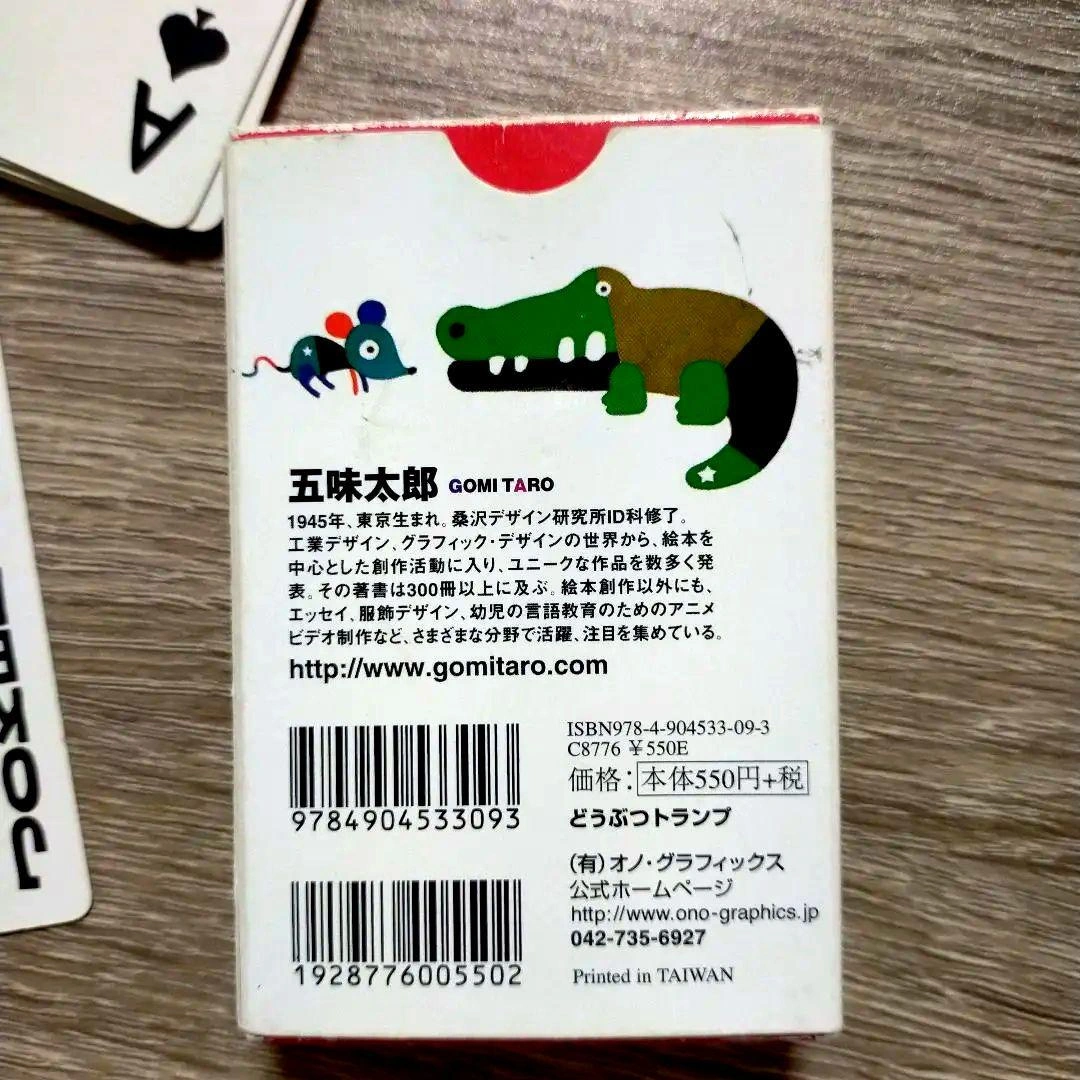 A
JOKER
五味太郎 GOMI TARO
1945年、東京生まれ。桑沢デザイン研究所ID科修了。
工業デザイン、グラフィック・デザインの世界から、絵本を
中心とした創作活動に入り、ユニークな作品を数多く発
表。その著書は300冊以上に及ぶ。絵本創作以外にも、
エッセイ、服飾デザイン、幼児の言語教育のためのアニメ
ビデオ制作など、さまざまな分野で活躍、注目を集めている。
http://www.gomitaro.com
9784904533093
1928776005502
ISBN978-4-904533-09-3
C8776 ￥550E
価格：本体550円+税
どうぶつトランプ
（有）オノ・グラフィックス
公式ホームページ
http://www.ono-graphics.jp
042-735-6927
Printed in TAIWAN